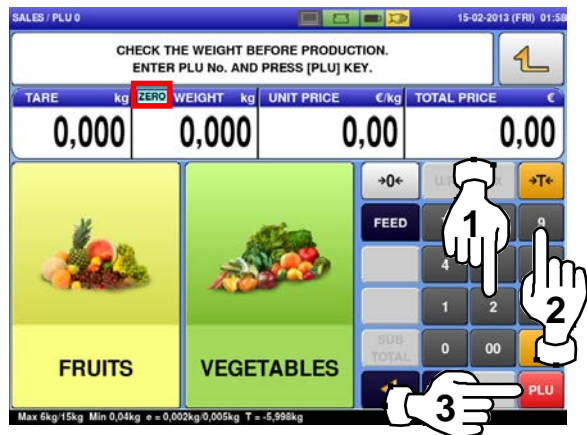 SALES / PLU 0 15-02-2013 (FRI) 01:58
CHECK THE WEIGHT BEFORE PRODUCTION.
ENTER PLU No. AND PRESS [PLU] KEY.
TARE kg ZERO WEIGHT kg UNIT PRICE €/kg TOTAL PRICE €
0,000 0,000 0,00 0,00
→0← →T←
FEED 1 9
4
1 2 2
SUB
TOTAL 0 00
FRUITS VEGETABLES
3 PLU
Max 6kg/15kg Min 0,04kg e = 0,002kg/0,005kg T = -5,998kg